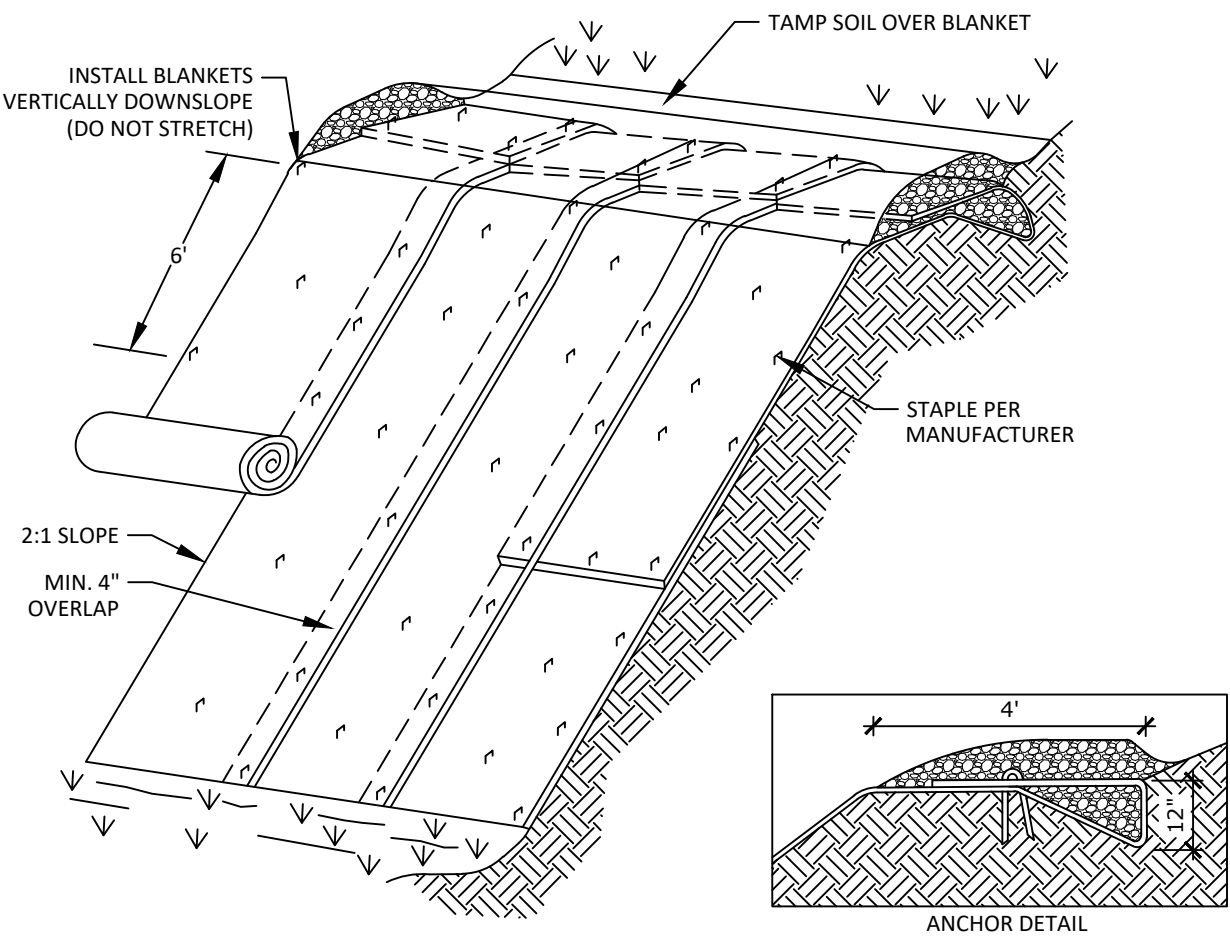 TAMP SOIL OVER BLANKET
INSTALL BLANKETS
VERTICALLY DOWNSLOPE
(DO NOT STRETCH)
6'
STAPLE PER
MANUFACTURER
2:1 SLOPE
MIN. 4"
OVERLAP
4'
12"
ANCHOR DETAIL